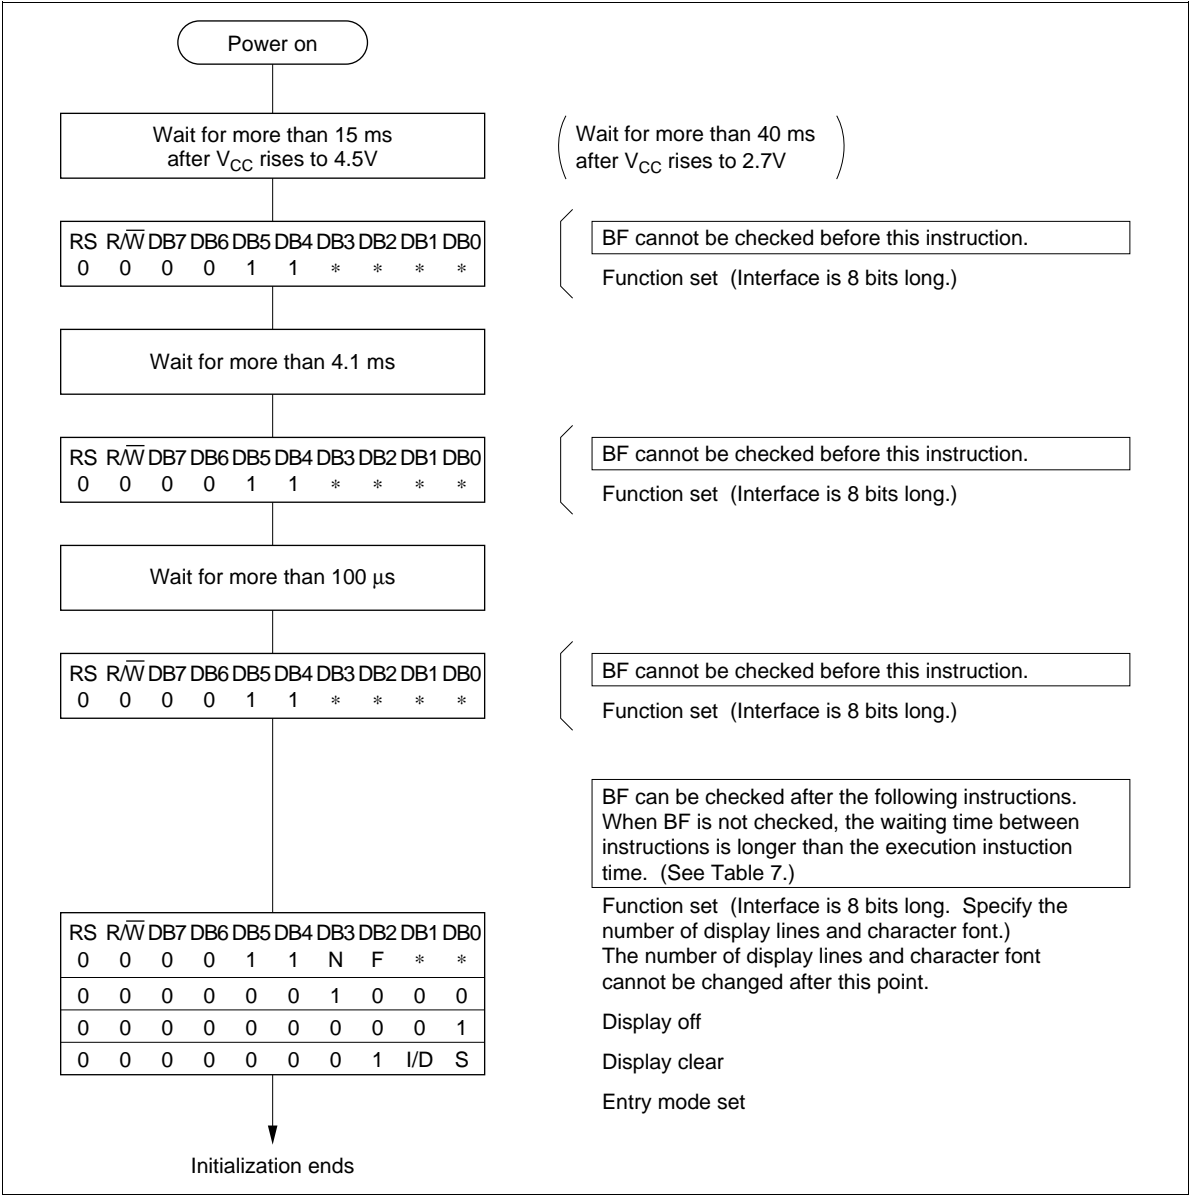 Power on
Wait for more than 15 ms
after VCC rises to 4.5V
Wait for more than 40 ms
after VCC rises to 2.7V
RS R/W̅ DB7 DB6 DB5 DB4 DB3 DB2 DB1 DB0
0 0 0 0 1 1 * * * *
BF cannot be checked before this instruction.
Function set (Interface is 8 bits long.)
Wait for more than 4.1 ms
RS R/W̅ DB7 DB6 DB5 DB4 DB3 DB2 DB1 DB0
0 0 0 0 1 1 * * * *
BF cannot be checked before this instruction.
Function set (Interface is 8 bits long.)
Wait for more than 100 μs
RS R/W̅ DB7 DB6 DB5 DB4 DB3 DB2 DB1 DB0
0 0 0 0 1 1 * * * *
BF cannot be checked before this instruction.
Function set (Interface is 8 bits long.)
BF can be checked after the following instructions.
When BF is not checked, the waiting time between
instructions is longer than the execution instuction
time. (See Table 7.)
RS R/W̅ DB7 DB6 DB5 DB4 DB3 DB2 DB1 DB0
0 0 0 0 1 1 N F * *
0 0 0 0 0 0 1 0 0 0
0 0 0 0 0 0 0 0 0 1
0 0 0 0 0 0 0 1 I/D S
Function set (Interface is 8 bits long. Specify the
number of display lines and character font.)
The number of display lines and character font
cannot be changed after this point.
Display off
Display clear
Entry mode set
Initialization ends